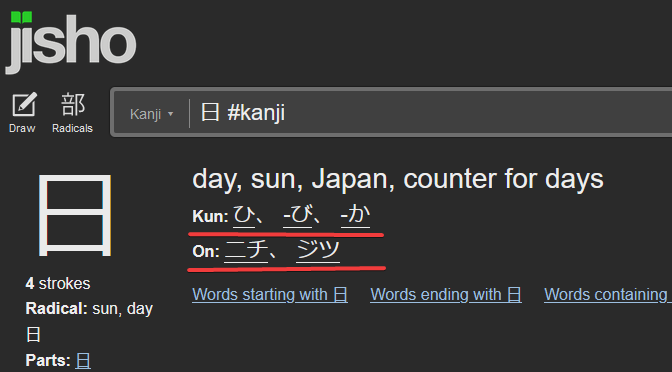 jisho
Draw
部
Radicals
Kanji
日 #kanji
日
4 strokes
Radical: sun, day
日
Parts: 日
day, sun, Japan, counter for days
Kun: ひ、 -び、 -か
On: ニチ、 ジツ
Words starting with 日
Words ending with 日
Words containing